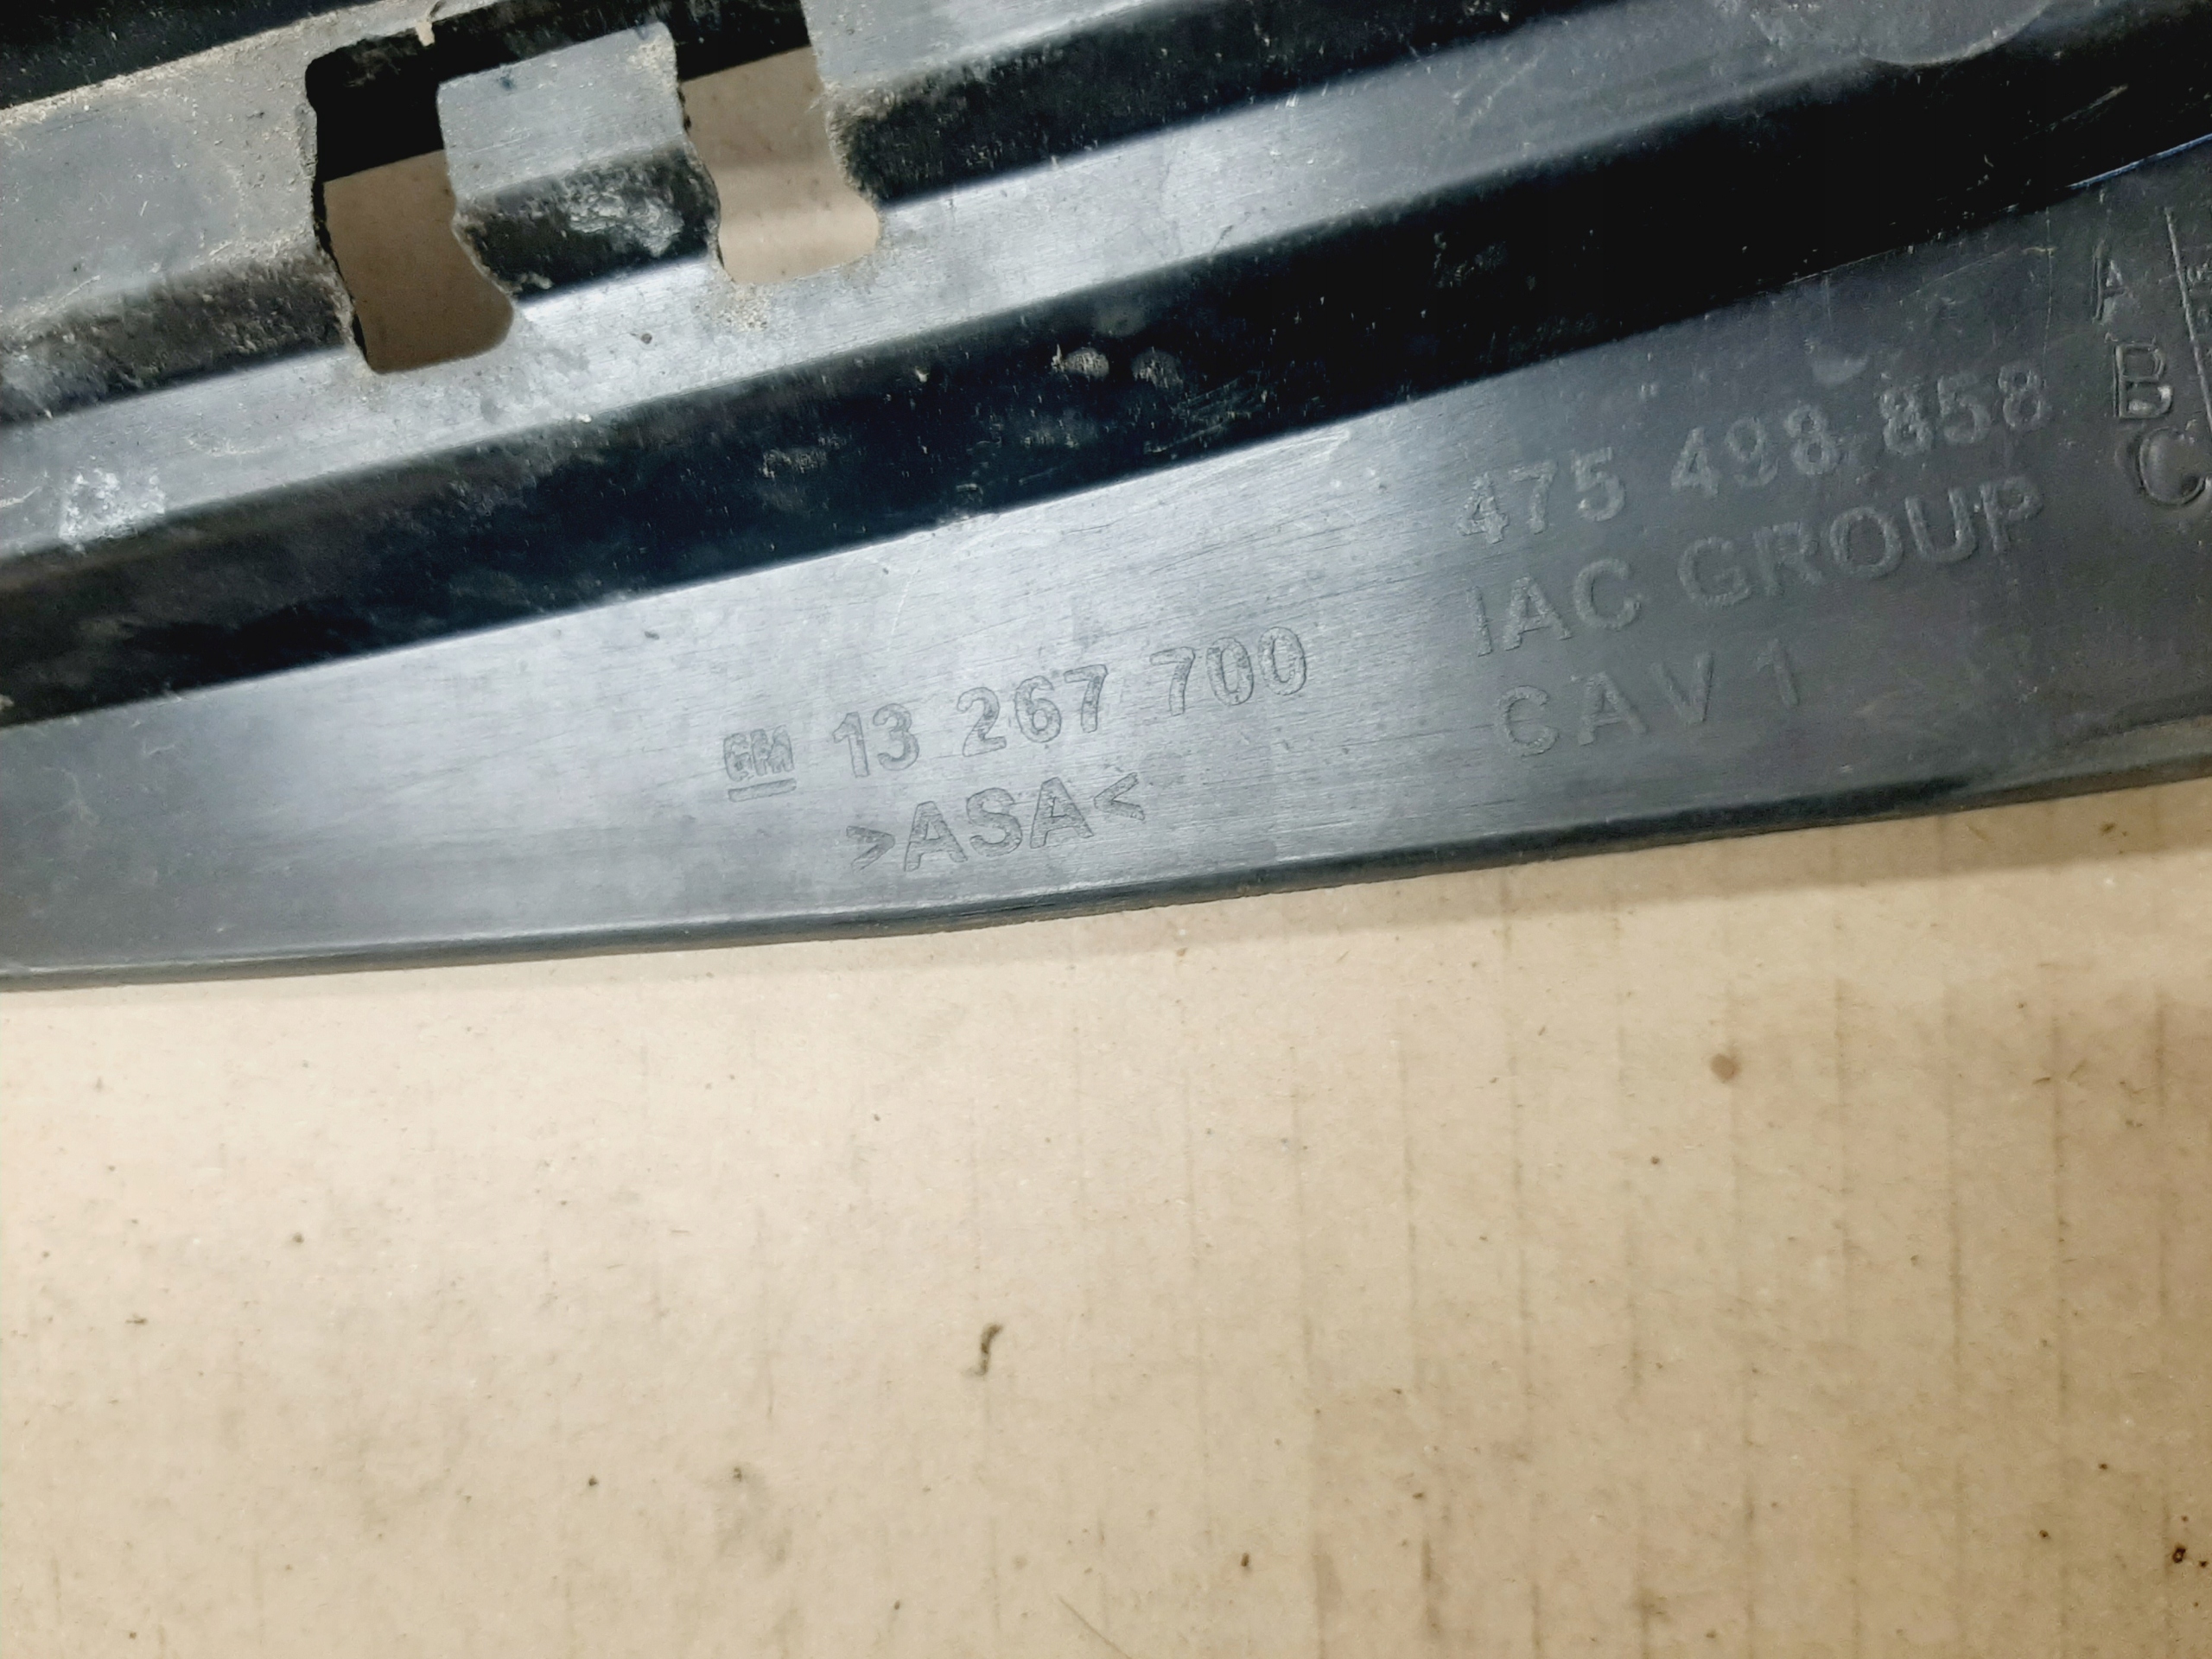 GM 13 267 700
>ASA<
475 498 858
IAC GROUP
CAV 1
A
B
C